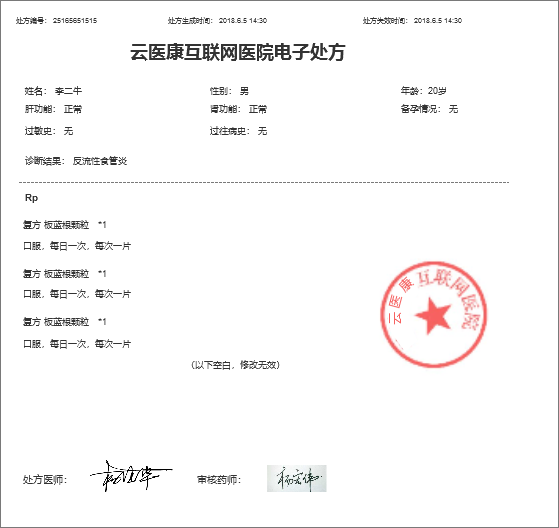 处方编号： 25165651515 处方生成时间： 2018.6.5 14:30 处方失效时间： 2018.6.5 14:30
云医康互联网医院电子处方
姓名： 李二牛 性别： 男 年龄：20岁
肝功能： 正常 肾功能： 正常 备孕情况： 无
过敏史： 无 过往病史： 无
诊断结果： 反流性食管炎
Rp
复方 板蓝根颗粒 *1
口服，每日一次，每次一片
复方 板蓝根颗粒 *1
口服，每日一次，每次一片
复方 板蓝根颗粒 *1
口服，每日一次，每次一片
云医康互联网医院
（以下空白，修改无效）
处方医师： 审核药师：